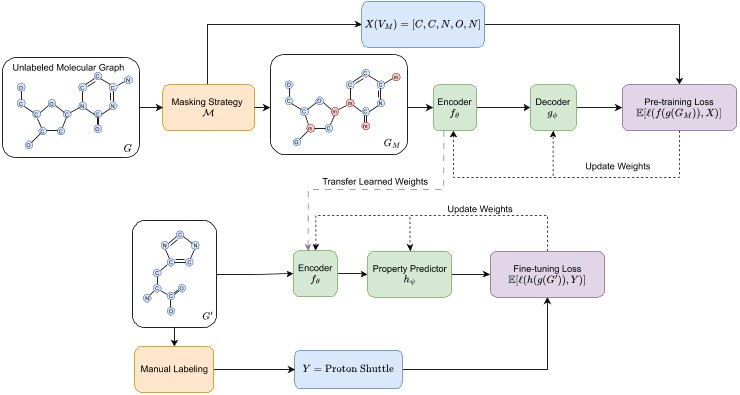 X(V_M) = [C, C, N, O, N]
Unlabeled Molecular Graph
G
Masking Strategy
M
G_M
Encoder
f_θ
Decoder
g_ϕ
Pre-training Loss
𝔼[ℓ(f(g(G_M)), X)]
Update Weights
Transfer Learned Weights
Update Weights
G′
Encoder
f_θ
Property Predictor
h_ψ
Fine-tuning Loss
𝔼[ℓ(h(g(G′)), Y)]
Manual Labeling
Y = Proton Shuttle